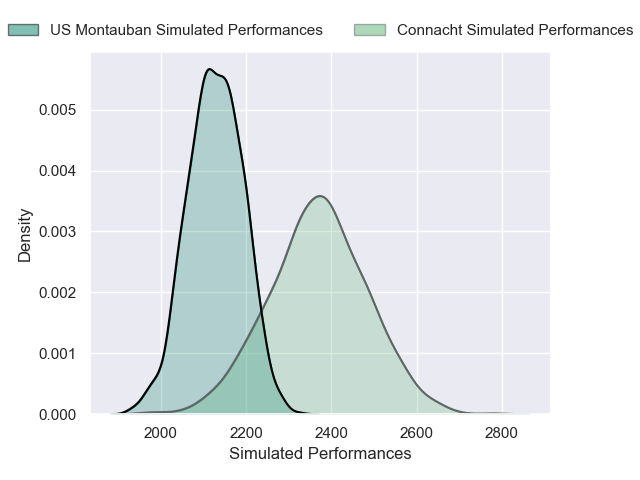 US Montauban Simulated Performances
Connacht Simulated Performances
0.005
0.004
0.003
0.002
0.001
0.000
Density
2000 2200 2400 2600 2800
Simulated Performances